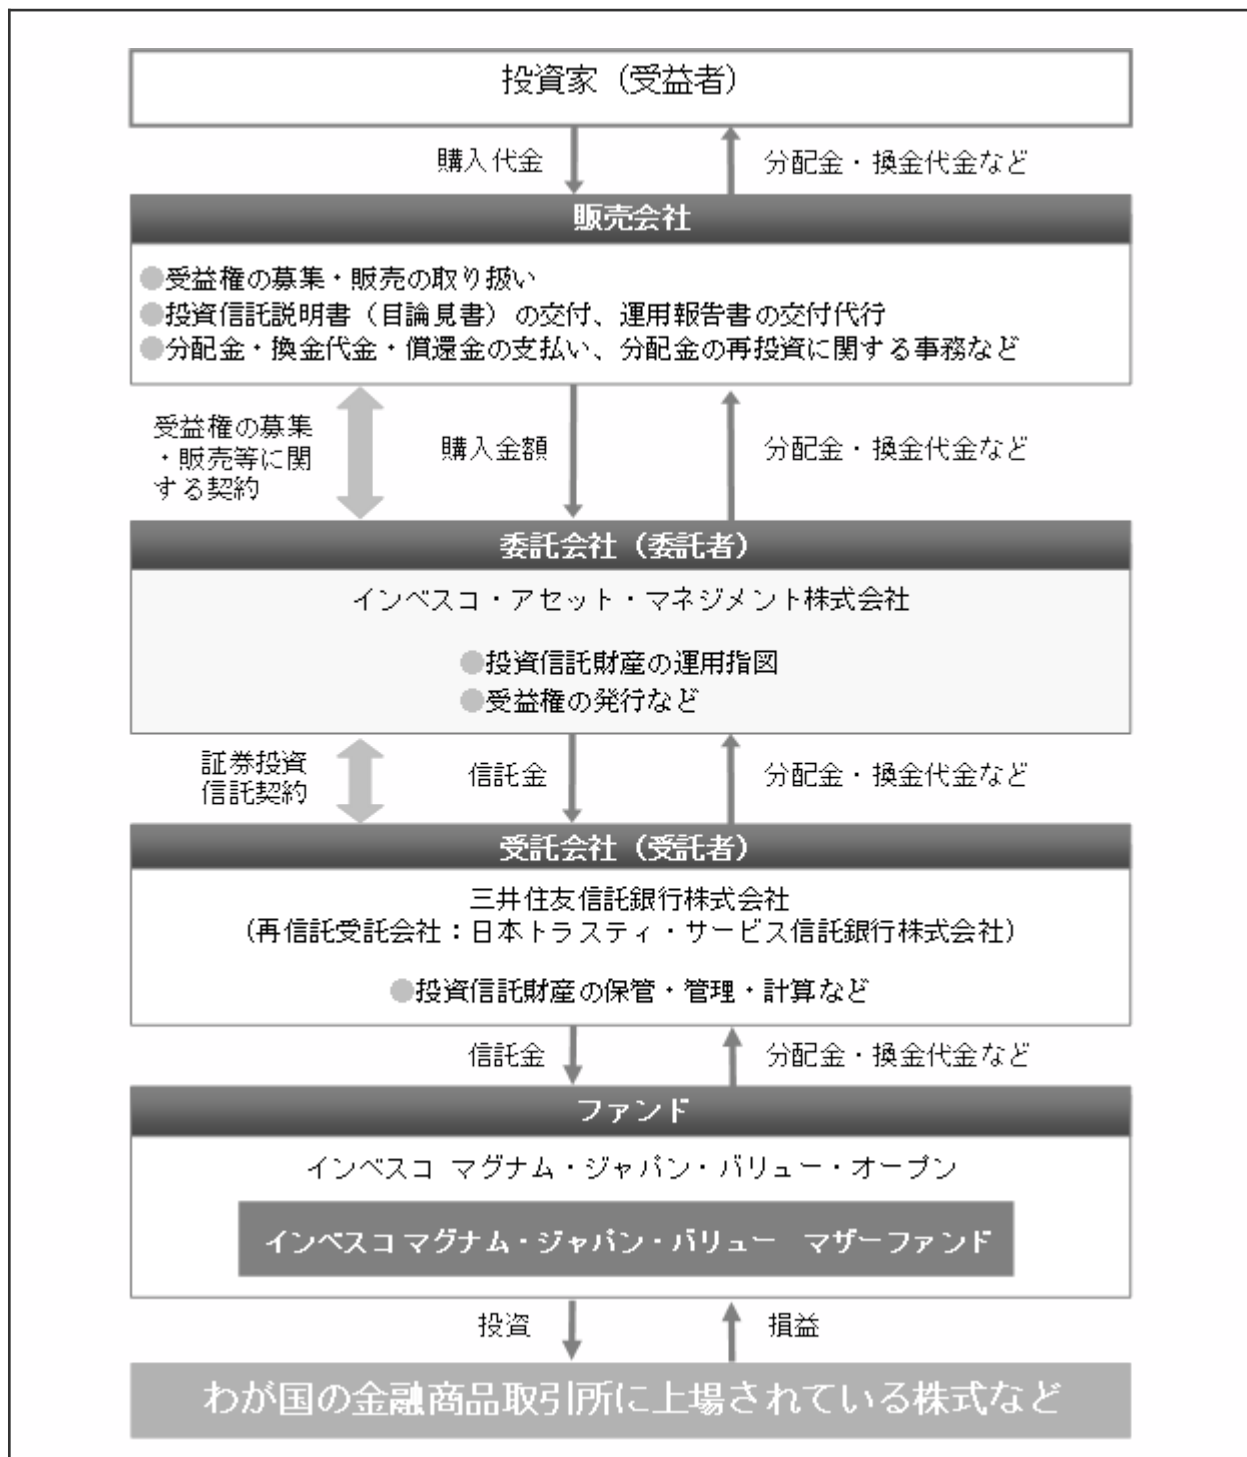 投資家（受益者）
購入代金
分配金・換金代金など
販売会社
●受益権の募集・販売の取り扱い
●投資信託説明書（目論見書）の交付、運用報告書の交付代行
●分配金・換金代金・償還金の支払い、分配金の再投資に関する事務など
受益権の募集
・販売等に関
する契約
購入金額
分配金・換金代金など
委託会社（委託者）
インベスコ・アセット・マネジメント株式会社
●投資信託財産の運用指図
●受益権の発行など
証券投資
信託契約
信託金
分配金・換金代金など
受託会社（受託者）
三井住友信託銀行株式会社
（再信託受託会社：日本トラスティ・サービス信託銀行株式会社）
●投資信託財産の保管・管理・計算など
信託金
分配金・換金代金など
ファンド
インベスコ マグナム・ジャパン・バリュー・オープン
インベスコ マグナム・ジャパン・バリュー　マザーファンド
投資
損益
わが国の金融商品取引所に上場されている株式など